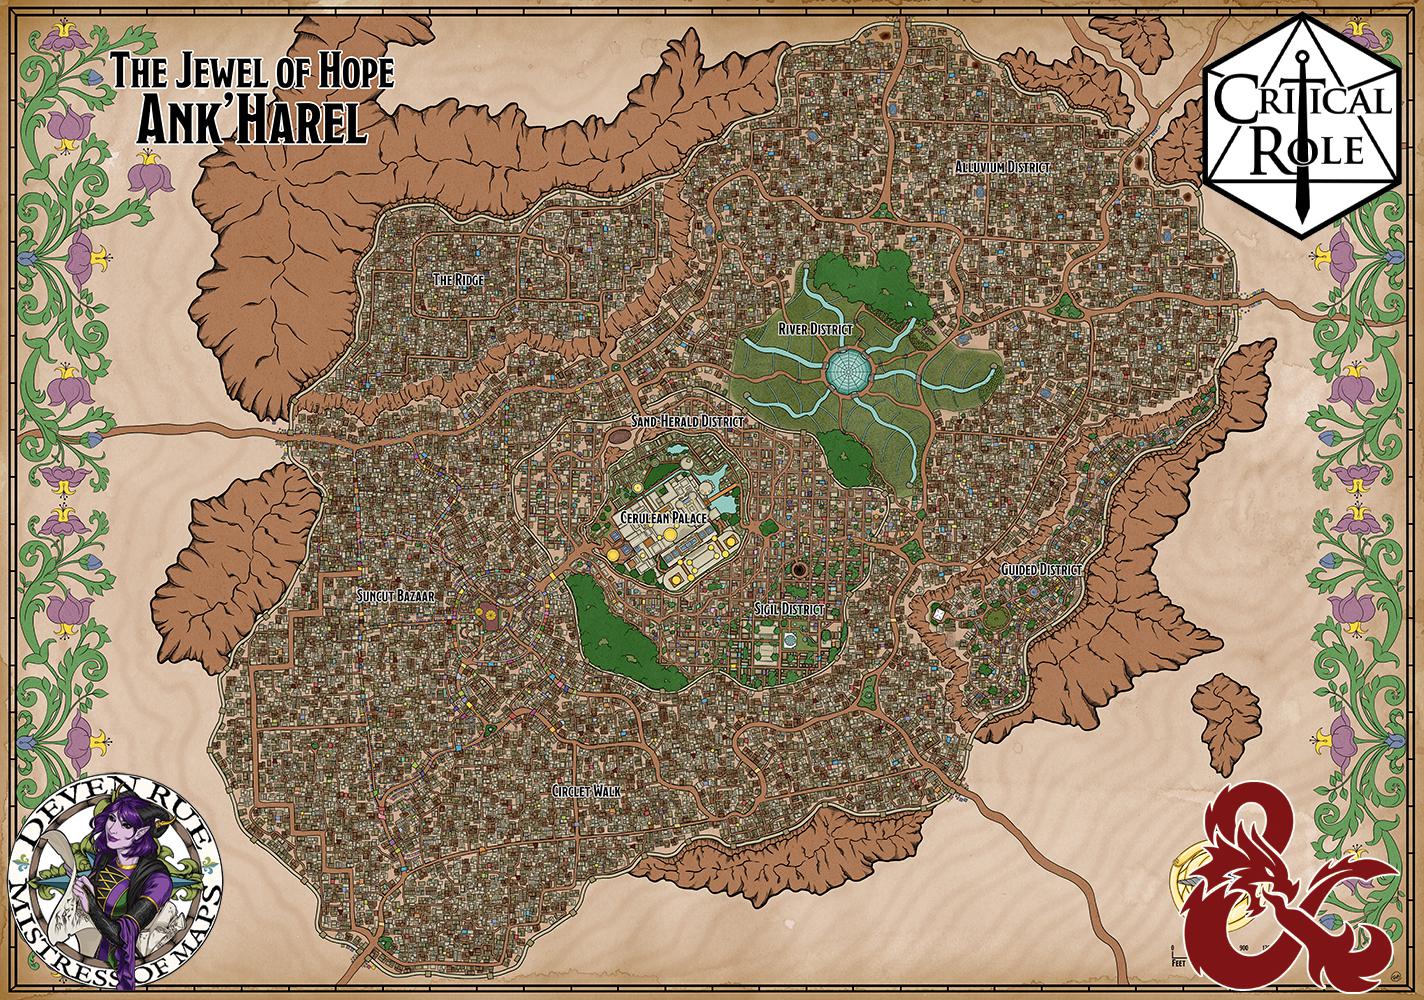 THE JEWEL OF HOPE
ANK'HAREL
CRITICAL
ROLE
ALLUVIUM DISTRICT
THE RIDGE
RIVER DISTRICT
SAND-HERALD DISTRICT
CERULEAN PALACE
GUIDED DISTRICT
SUNCUT BAZAAR
SIGIL DISTRICT
CIRCLET WALK
DEVEN RUE
MISTRESS OF MAPS
0
900
FEET